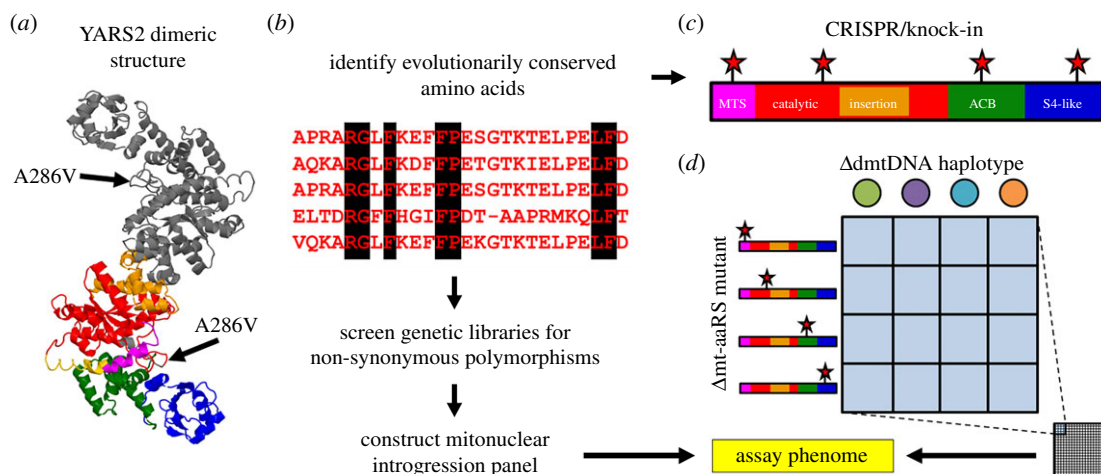 (a)
YARS2 dimeric
structure
A286V
A286V
(b)
identify evolutionarily conserved
amino acids
APRARGLFKEFFPESGTKTELPELFD
AQKARGLFKDFFPETGTKIELPELFD
APRARGLFKEFFPESGTKTELPELFD
ELTDRGFFHGIFPDT-AAPRMKQLFT
VQKARGLFKEFFPEKGTKTELPELFD
screen genetic libraries for
non-synonymous polymorphisms
construct mitonuclear
introgression panel
(c)
CRISPR/knock-in
MTS catalytic insertion ACB S4-like
(d)
ΔdmtDNA haplotype
Δmt-aaRS mutant
assay phenome